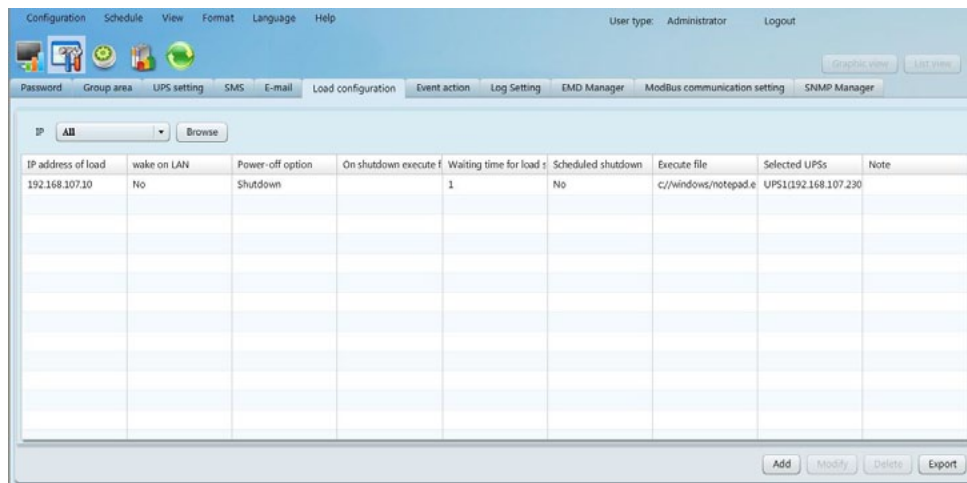 Configuration Schedule View Format Language Help User type: Administrator Logout
Graphic view List view
Password Group area UPS setting SMS E-mail Load configuration Event action Log Setting EMD Manager ModBus communication setting SNMP Manager
IP All Browse
IP address of load wake on LAN Power-off option On shutdown execute f Waiting time for load s Scheduled shutdown Execute file Selected UPSs Note
192.168.107.10 No Shutdown 1 No c://windows/notepad.e UPS1(192.168.107.230
Add Modify Delete Export